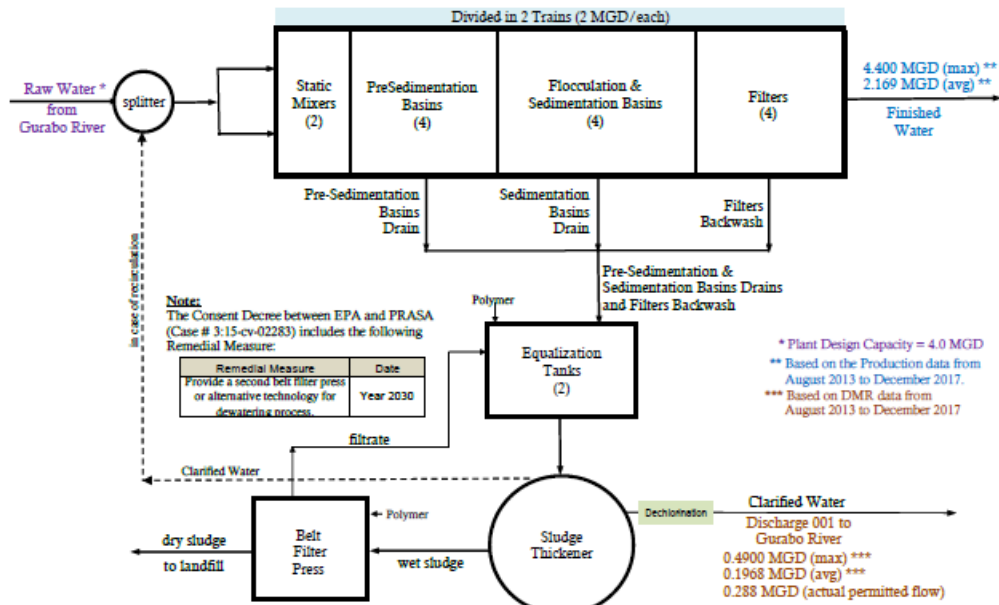 Divided in 2 Trains (2 MGD/each)
Raw Water *
from
Gurabo River
splitter
Static
Mixers
(2)
PreSedimentation
Basins
(4)
Flocculation &
Sedimentation Basins
(4)
Filters
(4)
4.400 MGD (max) **
2.169 MGD (avg) **
Finished
Water
Pre-Sedimentation
Basins
Drain
Sedimentation
Basins
Drain
Filters
Backwash
in case of recirculation
Pre-Sedimentation &
Sedimentation Basins Drains
and Filters Backwash
Note:
The Consent Decree between EPA and PRASA
(Case # 3:15-cv-02283) includes the following
Remedial Measure:
Remedial Measure Date
Provide a second belt filter press
or alternative technology for
dewatering process.
Year 2030
Polymer
Equalization
Tanks
(2)
* Plant Design Capacity = 4.0 MGD
** Based on the Production data from
August 2013 to December 2017.
*** Based on DMR data from
August 2013 to December 2017
filtrate
Clarified Water
Belt
Filter
Press
Polymer
dry sludge
to landfill
wet sludge
Sludge
Thickener
Dechlorination
Clarified Water
Discharge 001 to
Gurabo River
0.4900 MGD (max) ***
0.1968 MGD (avg) ***
0.288 MGD (actual permitted flow)